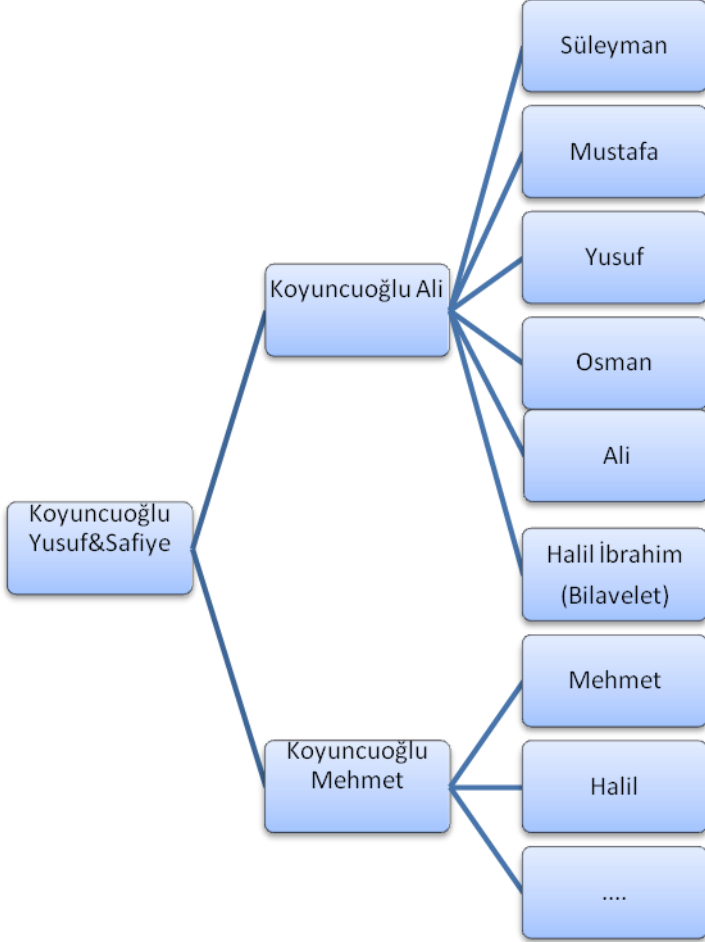 Süleyman
Mustafa
Yusuf
Koyuncuoğlu Ali
Osman
Ali
Koyuncuoğlu
Yusuf&Safiye
Halil İbrahim
(Bilavelet)
Mehmet
Koyuncuoğlu
Mehmet
Halil
....